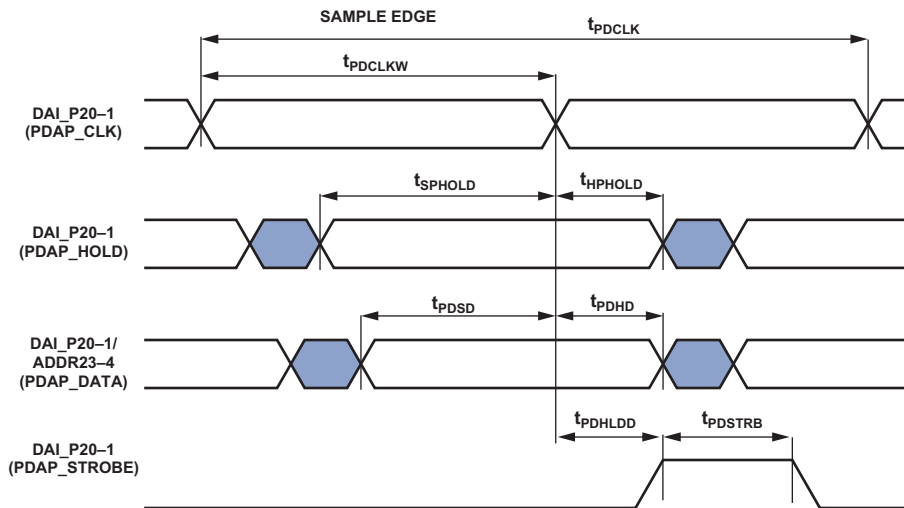 SAMPLE EDGE
tPDCLK
tPDCLKW
DAI_P20–1
(PDAP_CLK)
tSPHOLD
tHPHOLD
DAI_P20–1
(PDAP_HOLD)
tPDSD
tPDHD
DAI_P20–1/
ADDR23–4
(PDAP_DATA)
tPDHLDD
tPDSTRB
DAI_P20–1
(PDAP_STROBE)